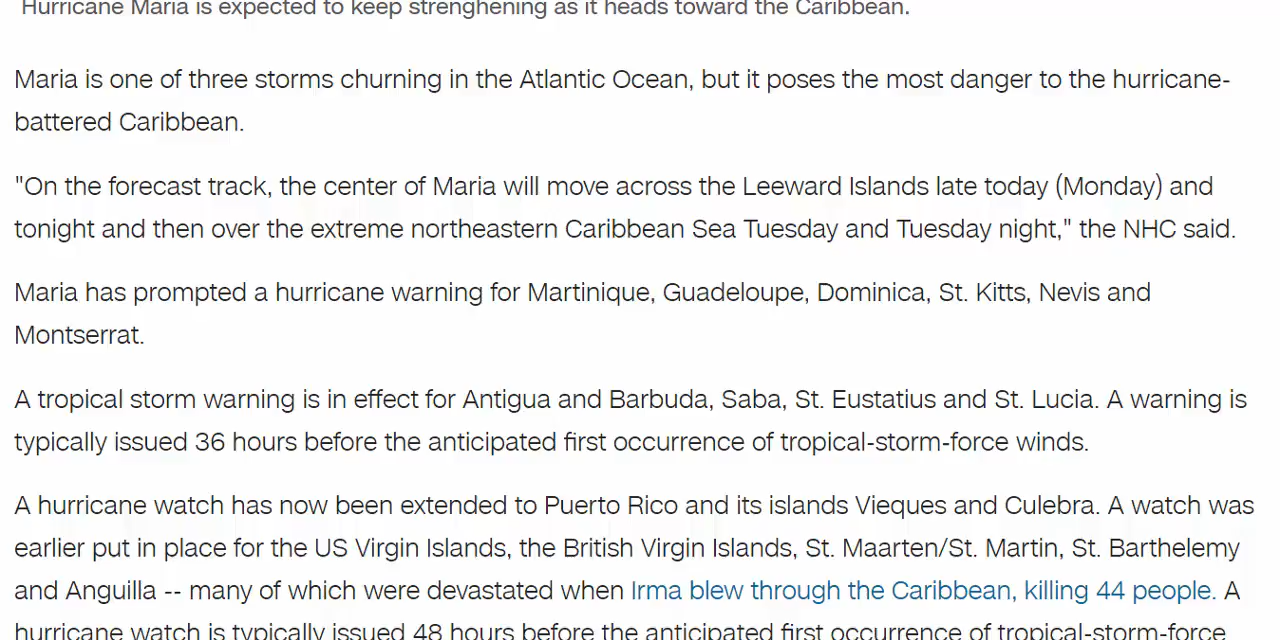 Hurricane Maria is expected to keep strenghening as it heads toward the Caribbean.
Maria is one of three storms churning in the Atlantic Ocean, but it poses the most danger to the hurricane-
battered Caribbean.
"On the forecast track, the center of Maria will move across the Leeward Islands late today (Monday) and
tonight and then over the extreme northeastern Caribbean Sea Tuesday and Tuesday night," the NHC said.
Maria has prompted a hurricane warning for Martinique, Guadeloupe, Dominica, St. Kitts, Nevis and
Montserrat.
A tropical storm warning is in effect for Antigua and Barbuda, Saba, St. Eustatius and St. Lucia. A warning is
typically issued 36 hours before the anticipated first occurrence of tropical-storm-force winds.
A hurricane watch has now been extended to Puerto Rico and its islands Vieques and Culebra. A watch was
earlier put in place for the US Virgin Islands, the British Virgin Islands, St. Maarten/St. Martin, St. Barthelemy
and Anguilla -- many of which were devastated when Irma blew through the Caribbean, killing 44 people. A
hurricane watch is typically issued 48 hours before the anticipated first occurrence of tropical-storm-force